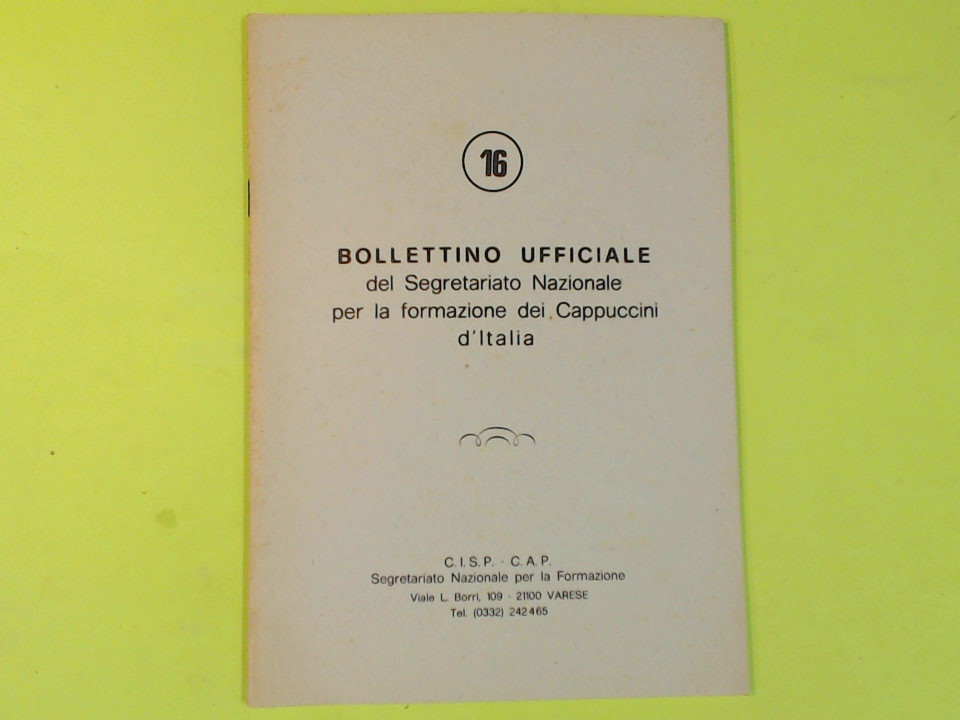 16
BOLLETTINO UFFICIALE
del Segretariato Nazionale
per la formazione dei Cappuccini
d'Italia
C. I. S. P. - C. A. P.
Segretariato Nazionale per la Formazione
Viale L. Borri, 109 - 21100 VARESE
Tel. (0332) 242465